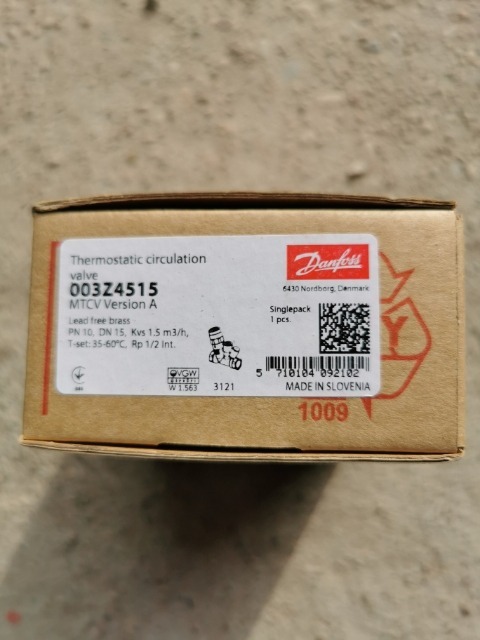 Thermostatic circulation
valve
003Z4515
MTCV Version A
Lead free brass
PN 10, DN 15, Kvs 1,5 m3/h,
T-set: 35-60°C, Rp 1/2 Int.
Danfoss
6430 Nordborg, Denmark
Singlepack
1 pcs.
ÖVGW
W 1.563
3121
5 710104 092102
MADE IN SLOVENIA
Y
1009